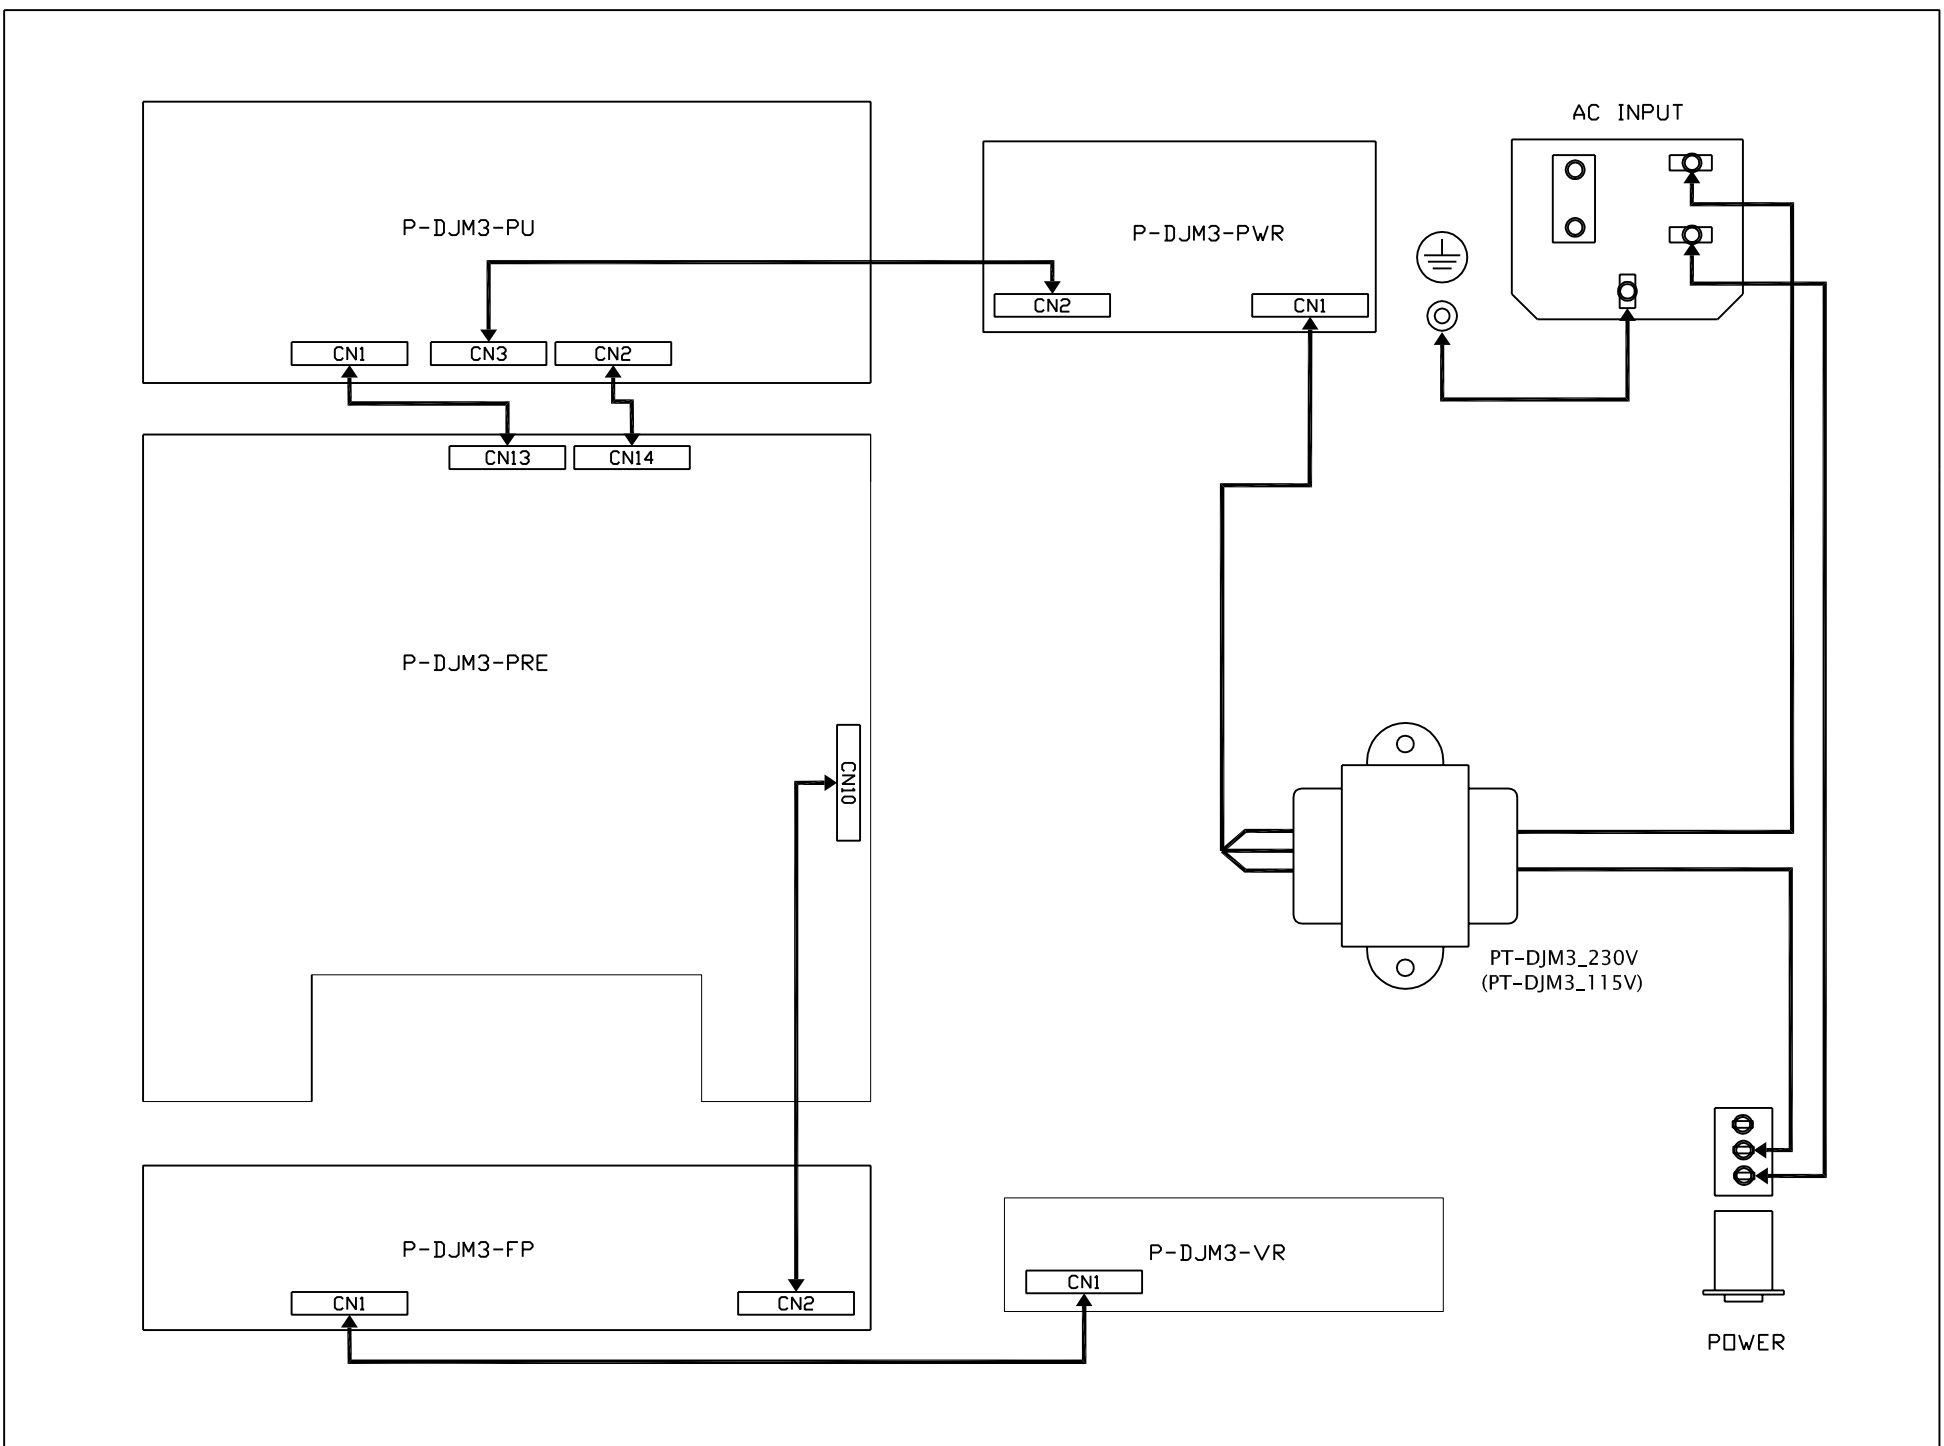 AC INPUT
P-DJM3-PU
P-DJM3-PWR
CN2
CN1
CN1
CN3
CN2
CN13
CN14
P-DJM3-PRE
CN10
PT-DJM3_230V
(PT-DJM3_115V)
P-DJM3-FP
P-DJM3-VR
CN1
CN1
CN2
POWER